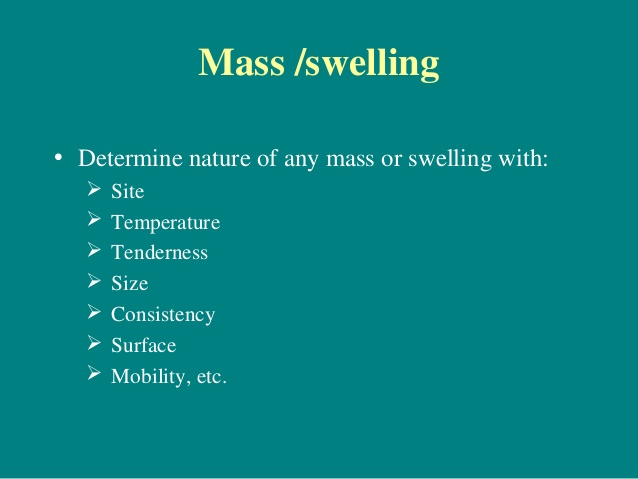 Mass /swelling
• Determine nature of any mass or swelling with:
➢ Site
➢ Temperature
➢ Tenderness
➢ Size
➢ Consistency
➢ Surface
➢ Mobility, etc.